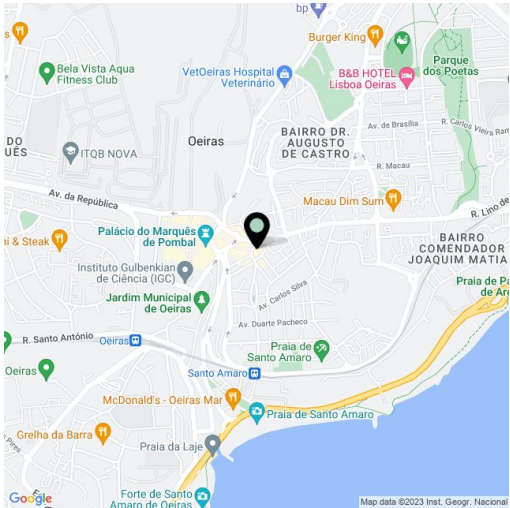 bp
Burger King
Parque
dos Poetas
Bela Vista Aqua
Fitness Club
VetOeiras Hospital
Veterinário
B&B HOTEL
Lisboa Oeiras
Av. de Brasília
R. Carlos Vieira Ram
BAIRRO DR.
AUGUSTO
DE CASTRO
DO
UÊS
ITQB NOVA
Oeiras
R. Macau
Av. da República
Macau Dim Sum
R. Lino de
Palácio do Marquês
de Pombal
ni & Steak
BAIRRO
COMENDADOR
JOAQUIM MATIA
Instituto Gulbenkian
de Ciência (IGC)
Praia de Pa
de Arc
Jardim Municipal
de Oeiras
Av. Carlos Silva
Av. Duarte Pacheco
R. Santo António
Oeiras
Praia de
Santo Amaro
Oeiras
Santo Amaro
McDonald's - Oeiras Mar
Praia de Santo Amaro
Grelha da Barra
Praia da Laje
Pires
Forte de Santo
Amaro de Oeiras
Google
Map data ©2023 Inst. Geogr. Nacional